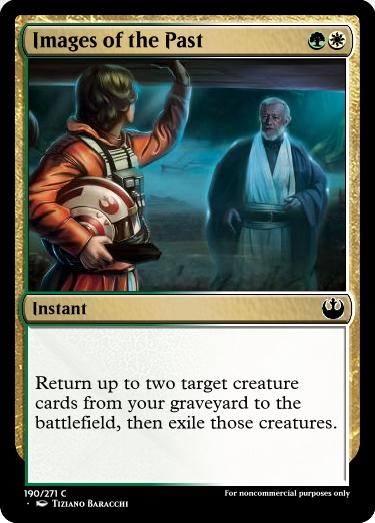 Images of the Past
Instant
Return up to two target creature
cards from your graveyard to the
battlefield, then exile those creatures.
190/271 C
For noncommercial purposes only
· Tiziano Baracchi